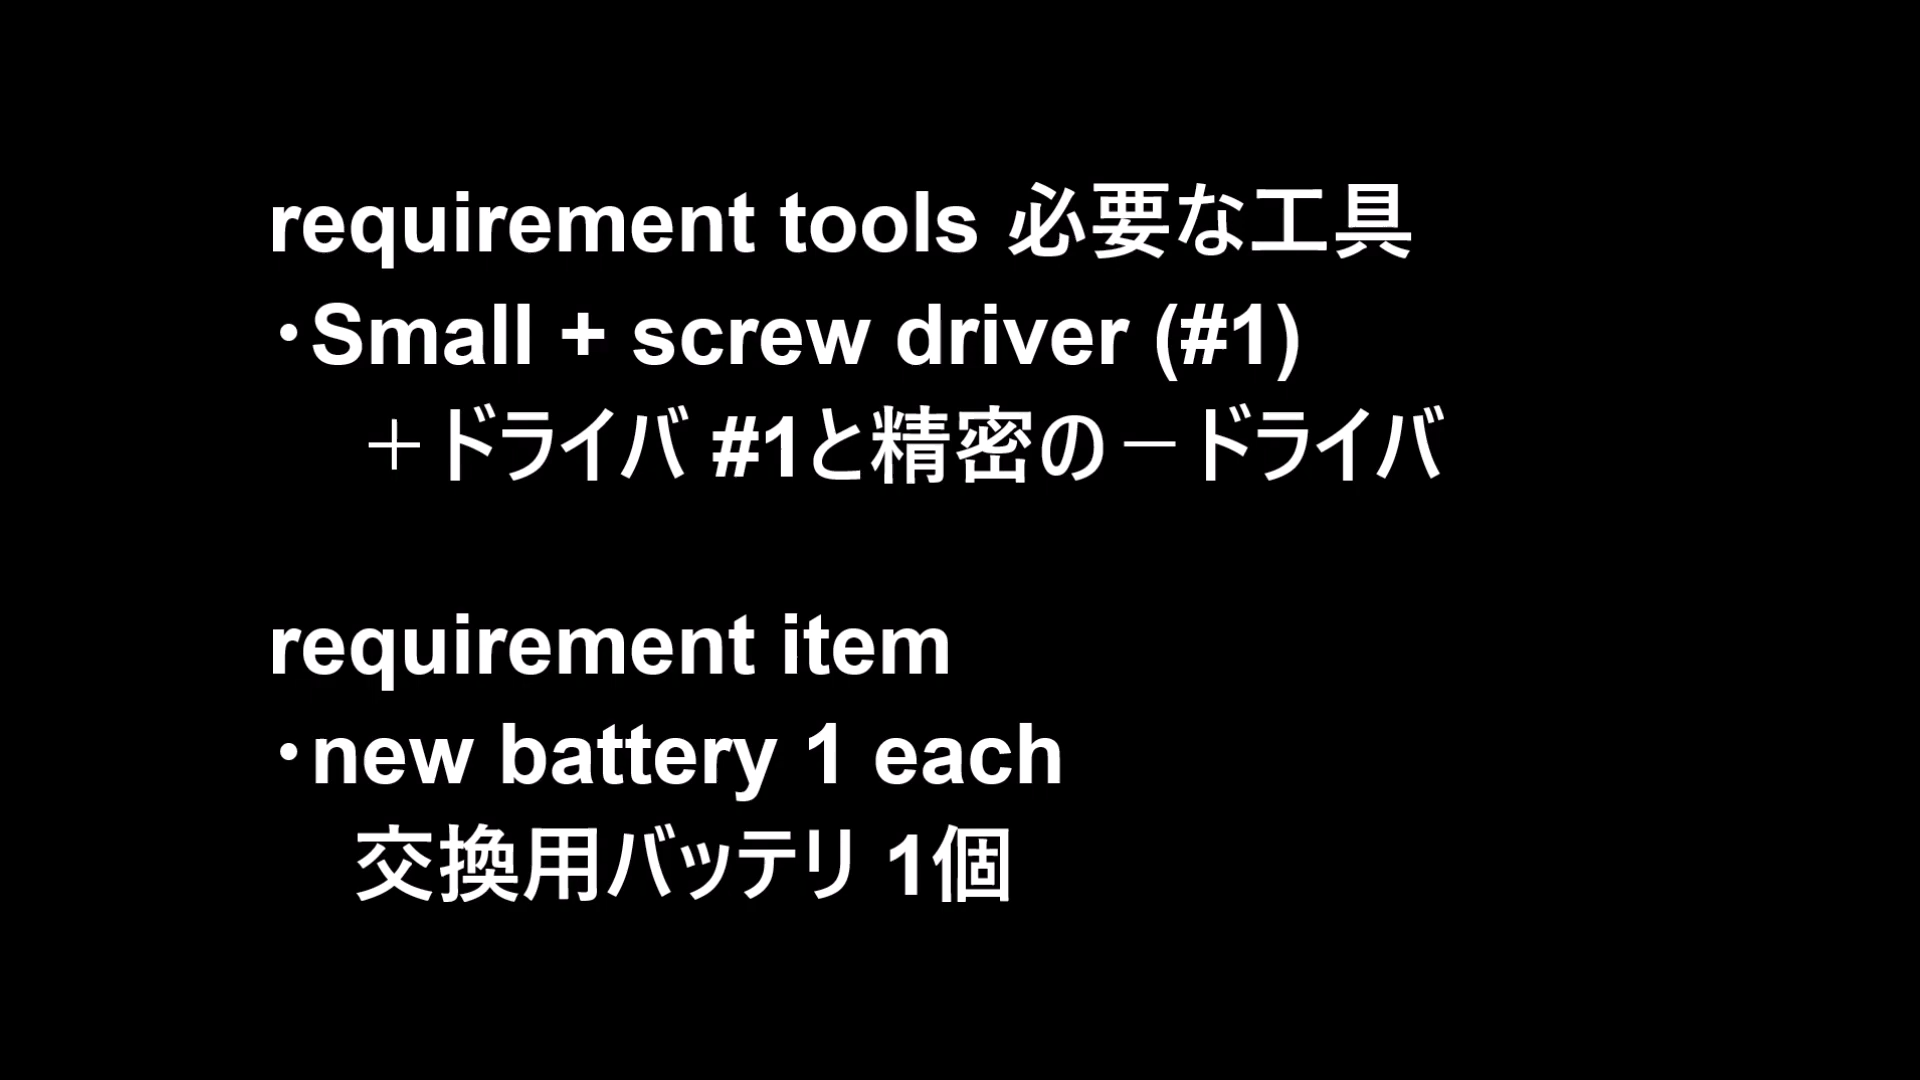 requirement tools 必要な工具
・Small + screw driver (#1)
＋ドライバ #1と精密の－ドライバ
requirement item
・new battery 1 each
交換用バッテリ 1個